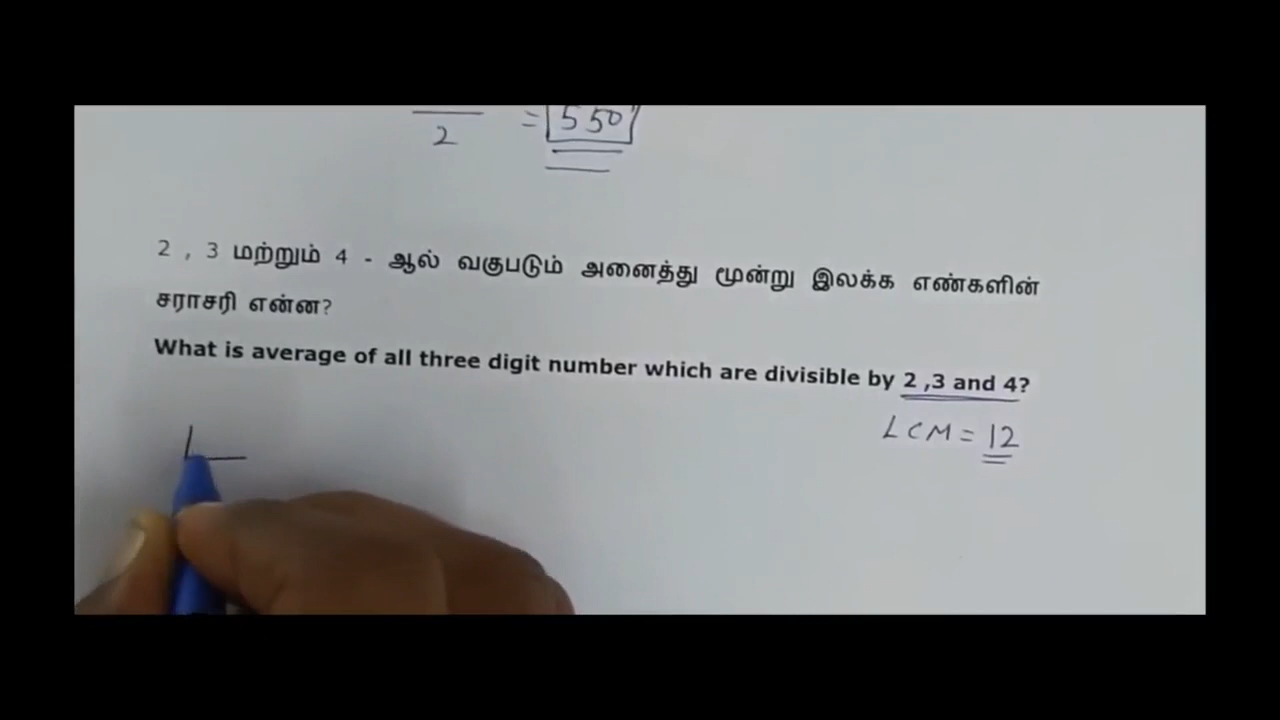 2 = 550
2 , 3 மற்றும் 4 - ஆல் வகுபடும் அனைத்து மூன்று இலக்க எண்களின்
சராசரி என்ன?
What is average of all three digit number which are divisible by 2 ,3 and 4?
LCM = 12